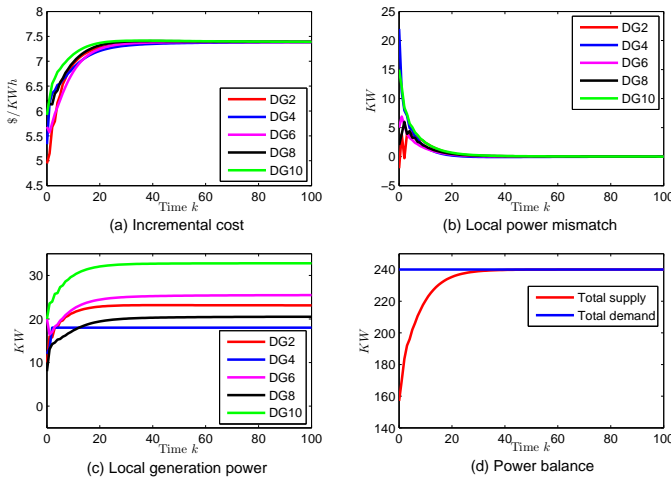 8
7.5
7
6.5
6
5.5
5
4.5
$/KWh
0 20 40 60 80 100
Time k
DG2
DG4
DG6
DG8
DG10
(a) Incremental cost
25
20
15
10
5
0
−5
KW
0 20 40 60 80 100
Time k
DG2
DG4
DG6
DG8
DG10
(b) Local power mismatch
30
20
10
0
KW
0 20 40 60 80 100
Time k
DG2
DG4
DG6
DG8
DG10
(c) Local generation power
260
240
220
200
180
160
140
KW
0 20 40 60 80 100
Time k
Total supply
Total demand
(d) Power balance